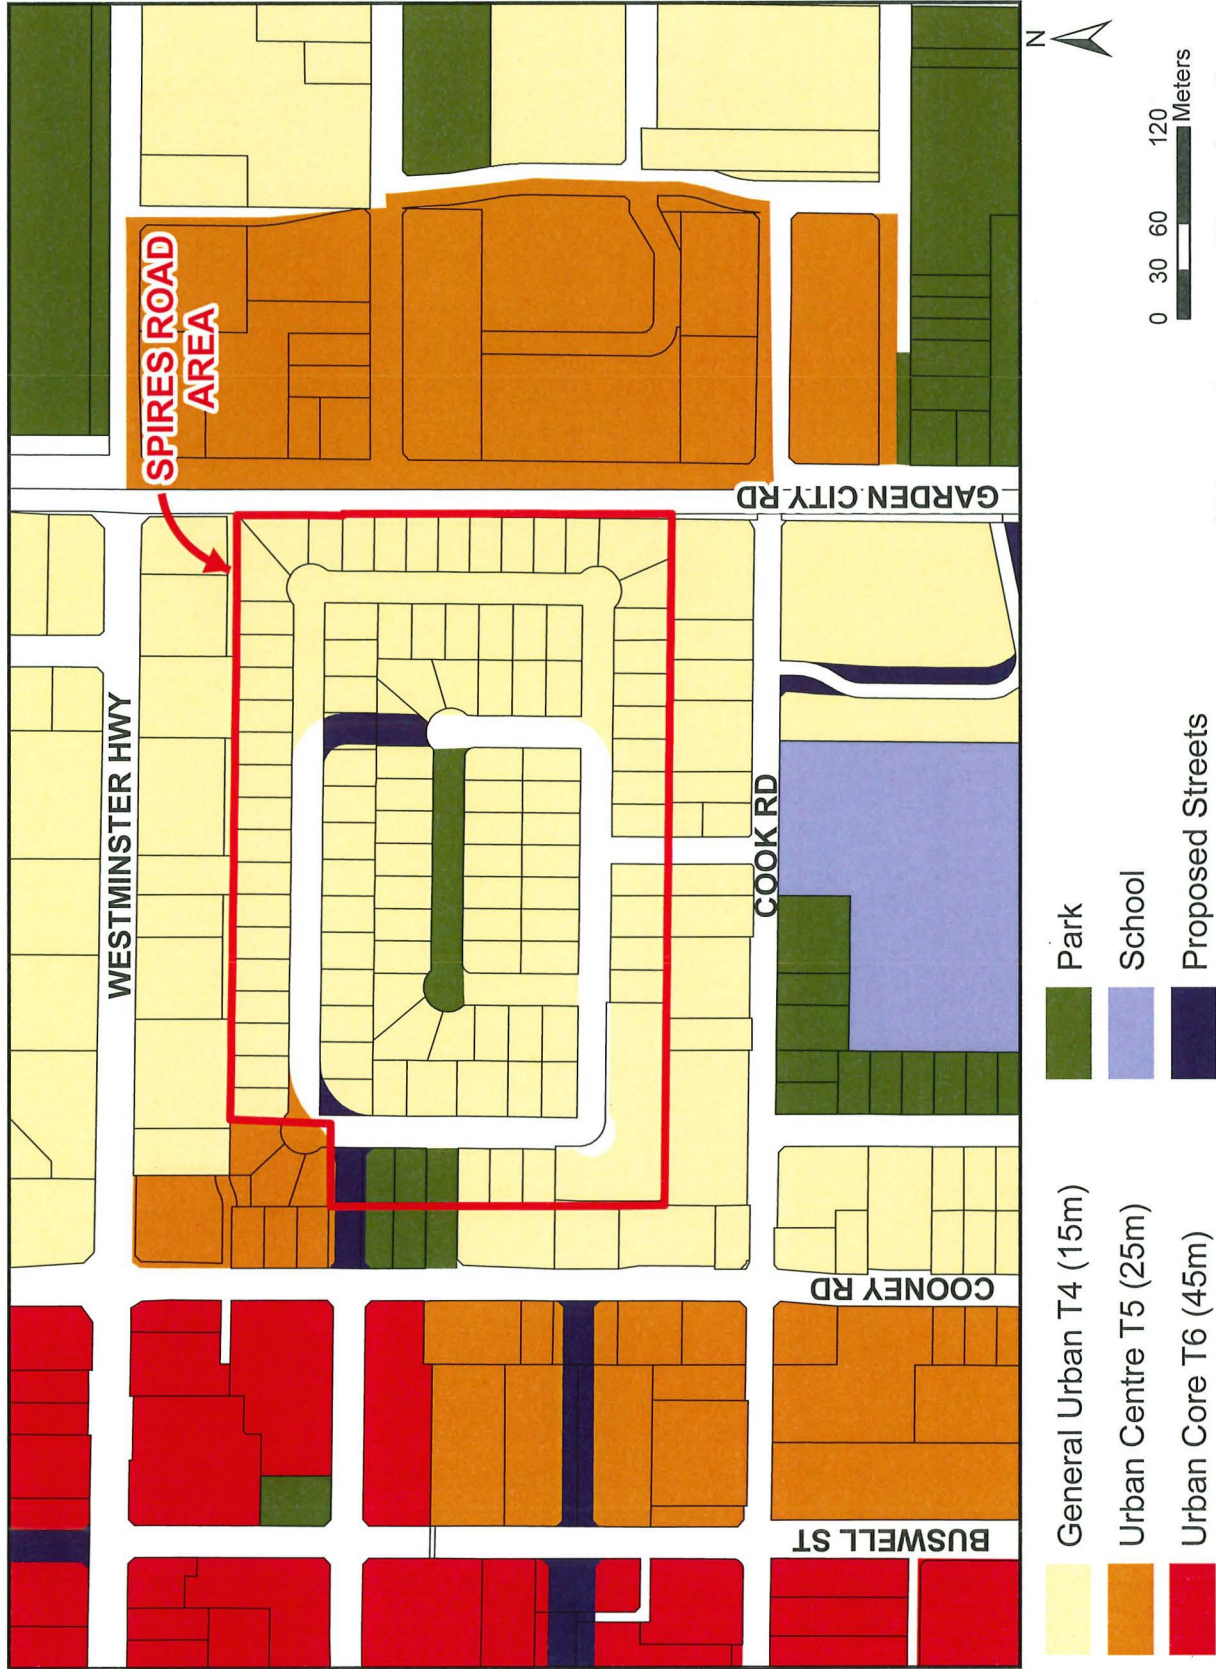 SPIRES ROAD
AREA
WESTMINSTER HWY
GARDEN CITY RD
COOK RD
COONEY RD
BUSWELL ST
N
0 30 60 120
Meters
General Urban T4 (15m)
Urban Centre T5 (25m)
Urban Core T6 (45m)
Park
School
Proposed Streets